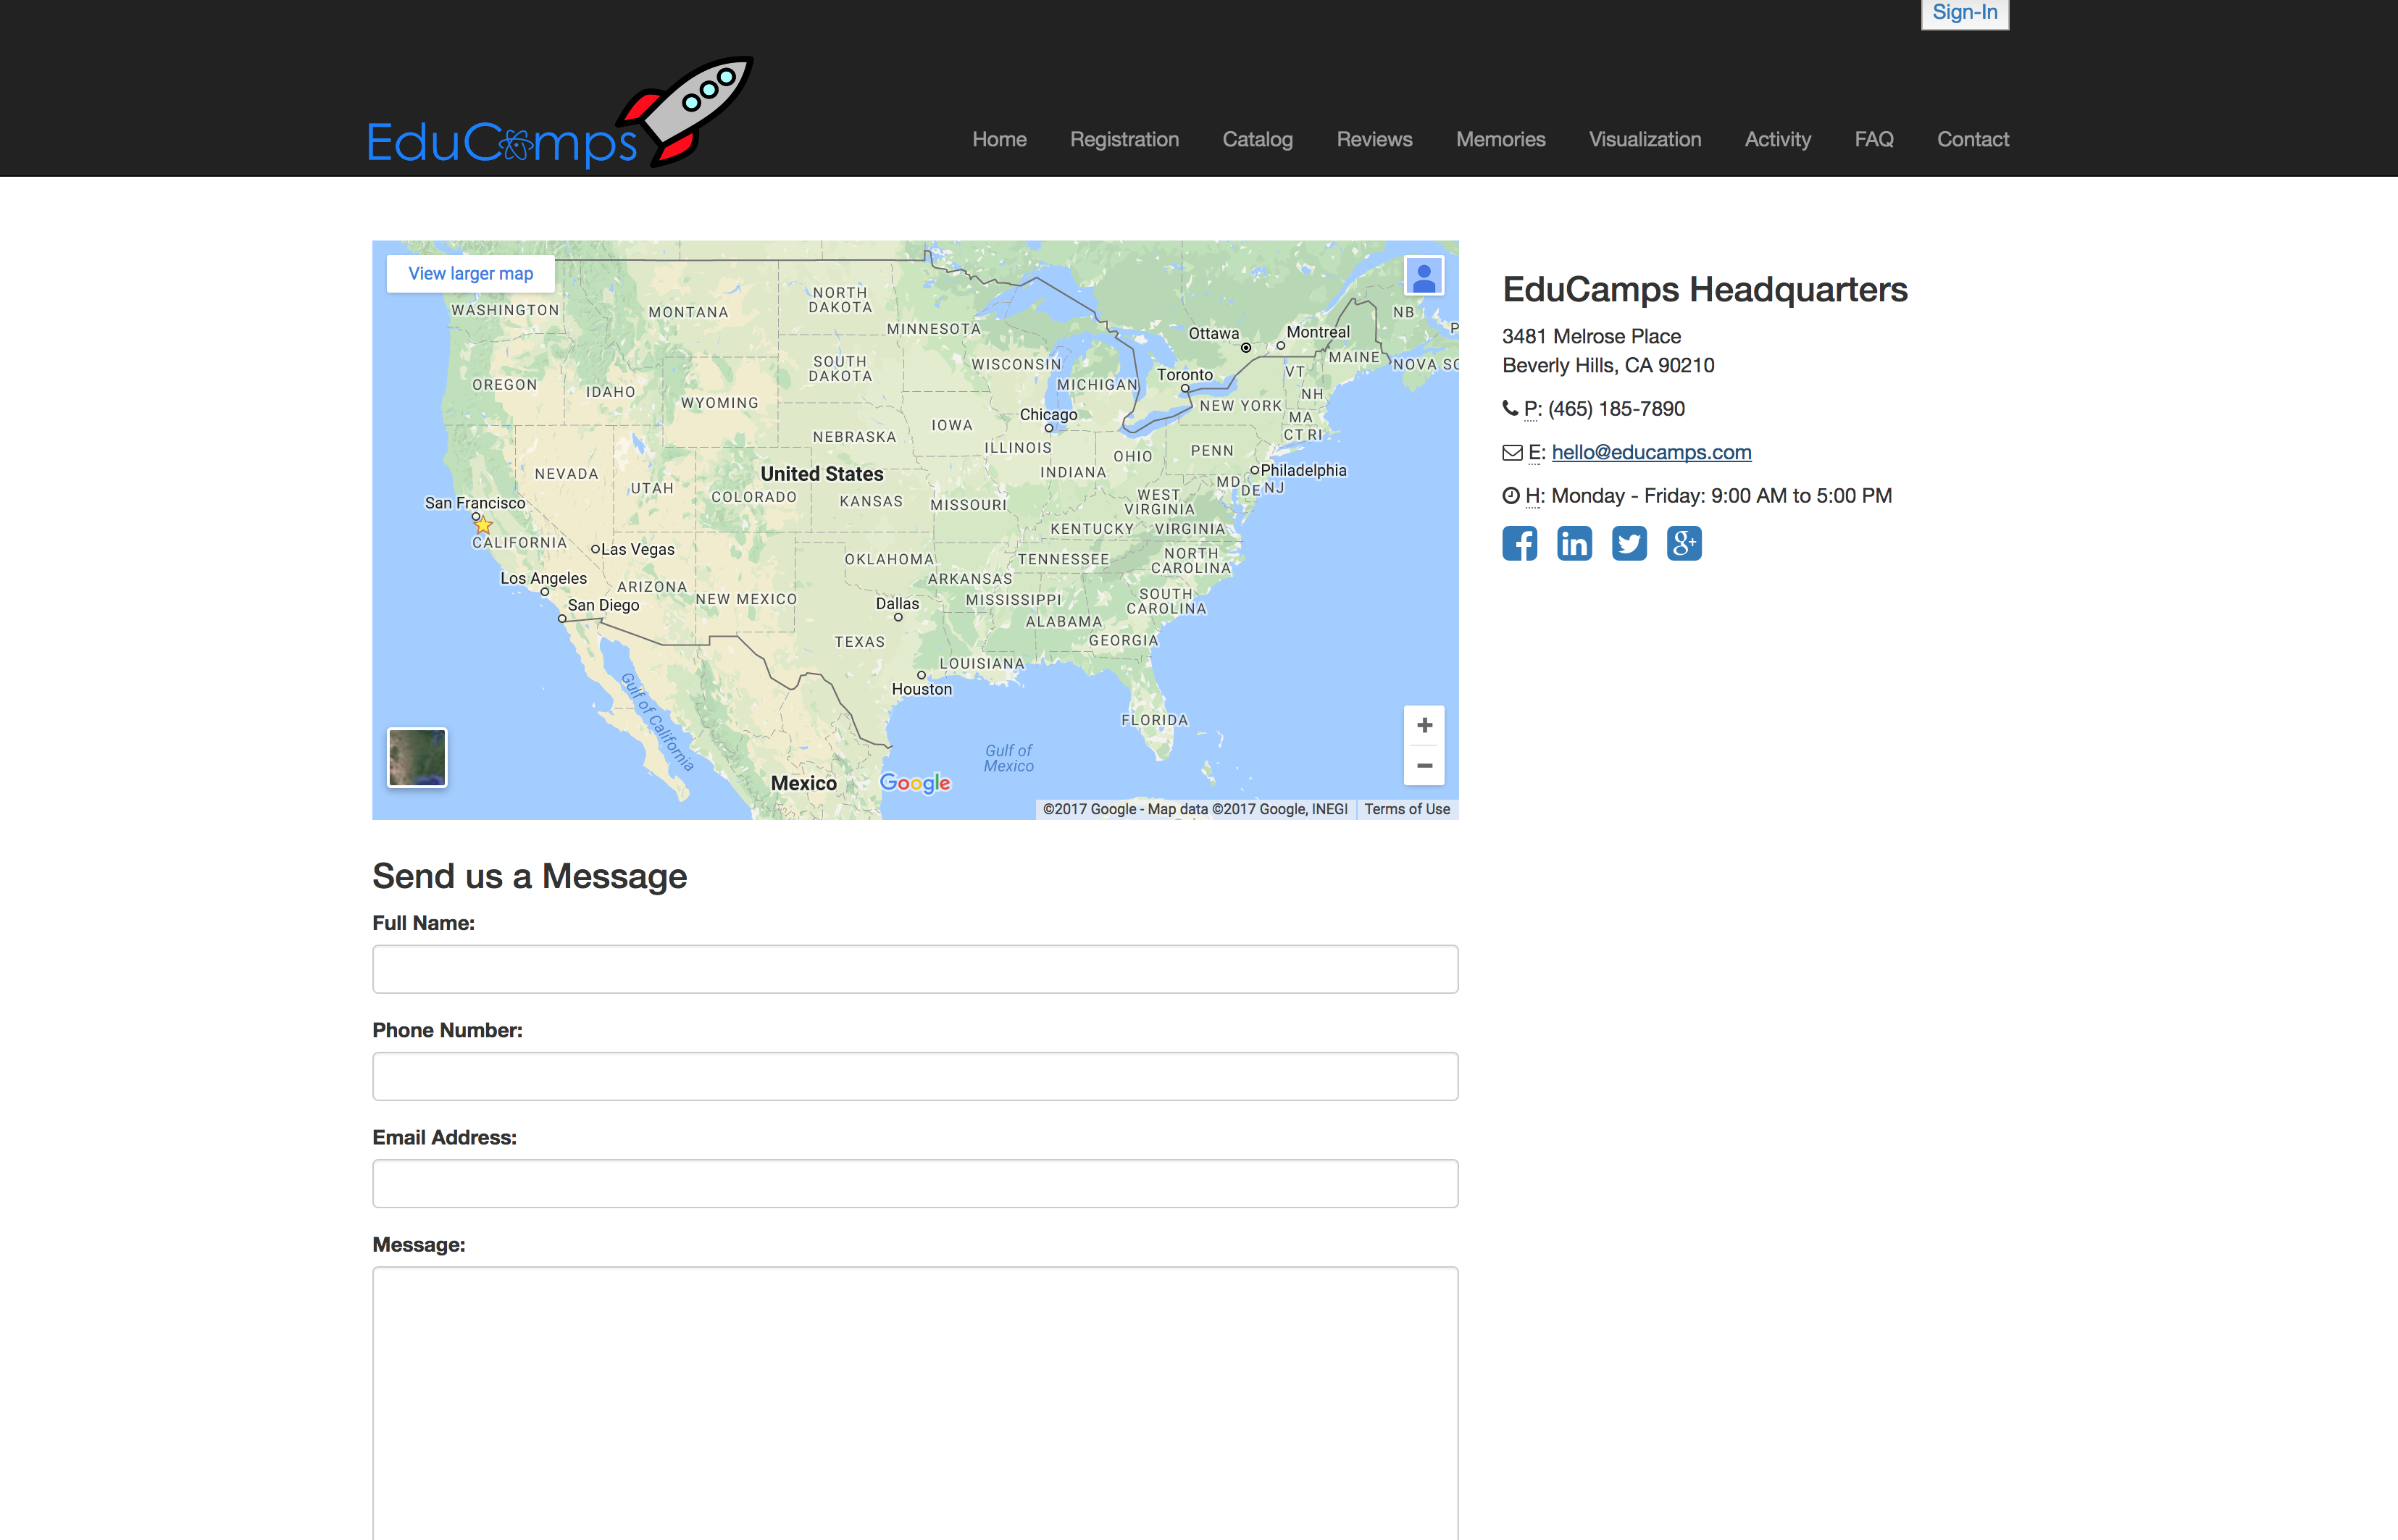 Sign-In
EduCamps
Home Registration Catalog Reviews Memories Visualization Activity FAQ Contact
View larger map
WASHINGTON
MONTANA
NORTH
DAKOTA
MINNESOTA
Ottawa
Montreal
NB
P
SOUTH
DAKOTA
WISCONSIN
MICHIGAN
MAINE
VT
NOVA SC
OREGON
IDAHO
WYOMING
Toronto
NH
NEW YORK
MA
CT RI
Chicago
IOWA
NEBRASKA
ILLINOIS
INDIANA
OHIO
PENN
Philadelphia
NEVADA
UTAH
United States
COLORADO
KANSAS
MISSOURI
WEST
VIRGINIA
MD
DE NJ
San Francisco
CALIFORNIA
KENTUCKY
VIRGINIA
Las Vegas
OKLAHOMA
TENNESSEE
NORTH
CAROLINA
ARKANSAS
Los Angeles
ARIZONA
NEW MEXICO
San Diego
Dallas
MISSISSIPPI
SOUTH
CAROLINA
ALABAMA
TEXAS
GEORGIA
LOUISIANA
Houston
Gulf of California
FLORIDA
Gulf of
Mexico
Mexico
Google
+
−
©2017 Google - Map data ©2017 Google, INEGI Terms of Use
EduCamps Headquarters
3481 Melrose Place
Beverly Hills, CA 90210
P: (465) 185-7890
E: hello@educamps.com
H: Monday - Friday: 9:00 AM to 5:00 PM
Send us a Message
Full Name:
Phone Number:
Email Address:
Message: